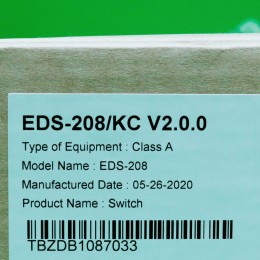 EDS-208/KC V2.0.0
Type of Equipment : Class A
Model Name : EDS-208
Manufactured Date : 05-26-2020
Product Name : Switch
TBZDB1087033